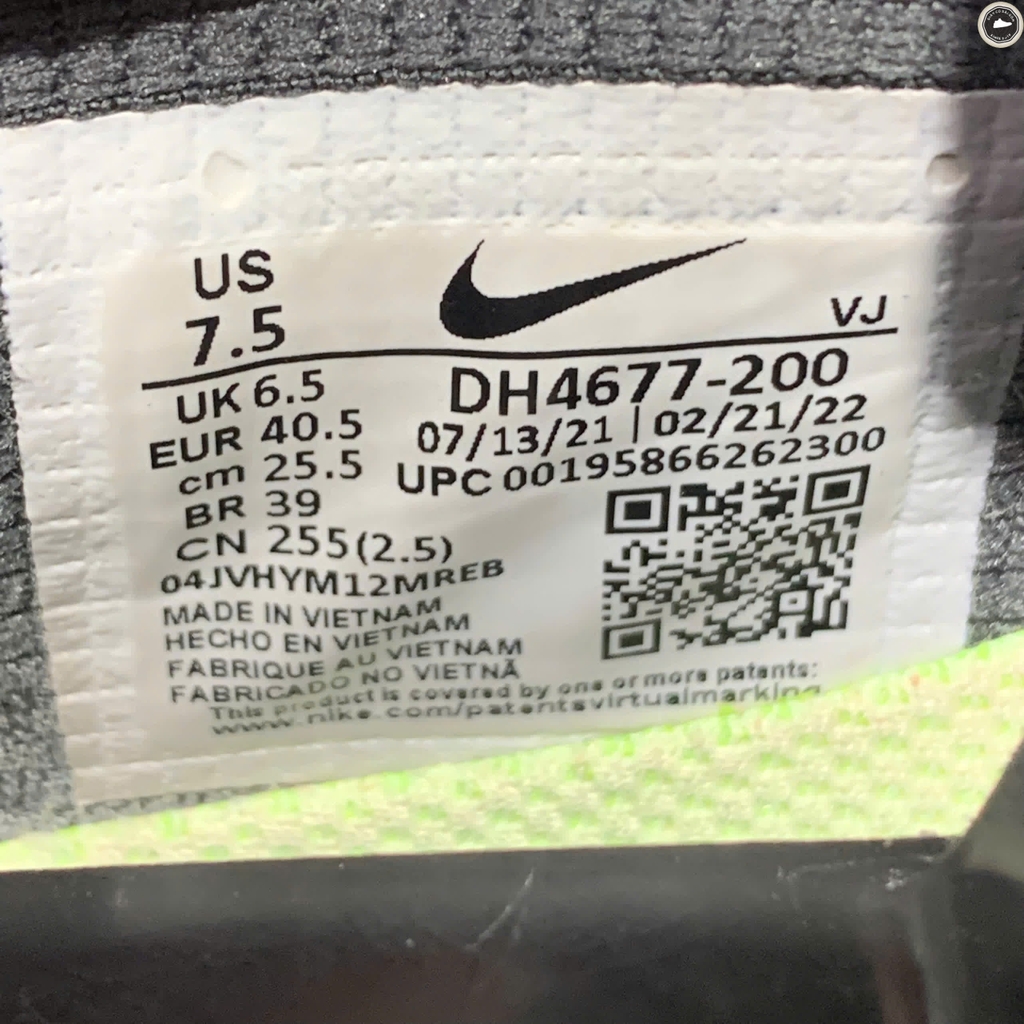 US
7.5
VJ
UK 6.5
DH4677-200
EUR 40.5
07/13/21 | 02/21/22
cm 25.5
UPC 00195866262300
BR 39
CN 255(2.5)
04JVHYM12MREB
MADE IN VIETNAM
HECHO EN VIETNAM
FABRIQUE AU VIETNAM
FABRICADO NO VIETNÃ
This product is covered by one or more patents:
www.nike.com/patentsvirtualmarking